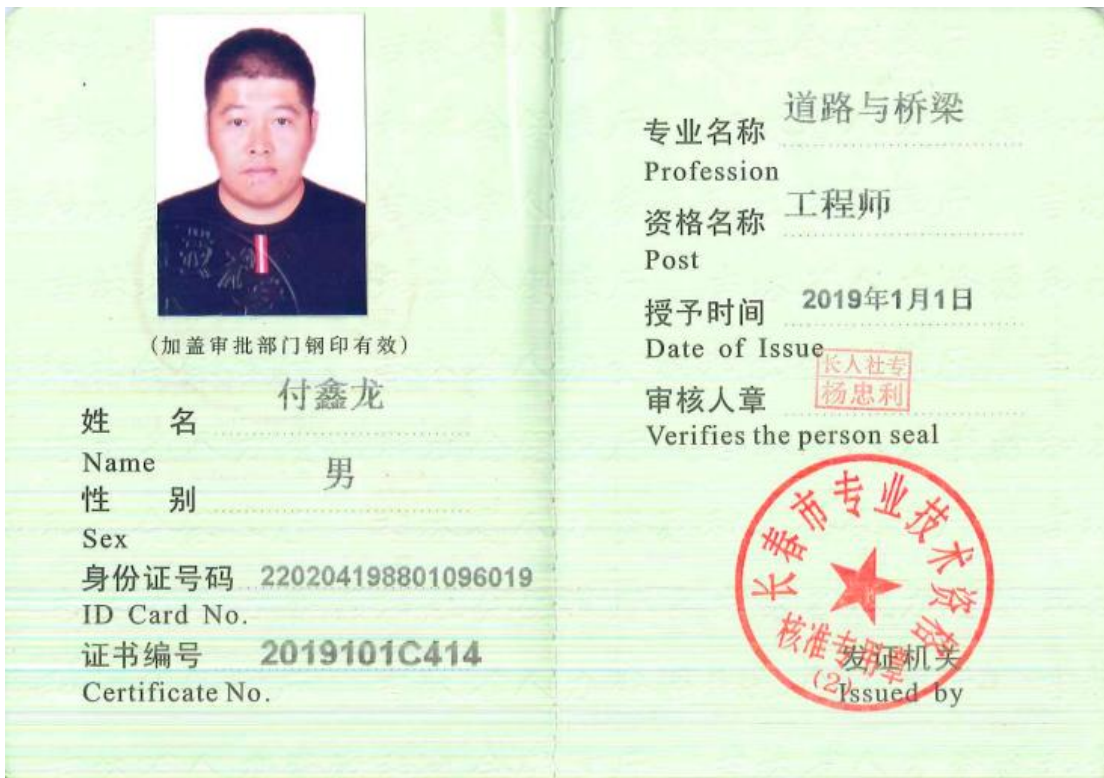 (加盖审批部门钢印有效)
姓 名 付鑫龙
Name
性 别 男
Sex
身份证号码 220204198801096019
ID Card No.
证书编号 2019101C414
Certificate No.
专业名称 道路与桥梁
Profession
资格名称 工程师
Post
授予时间 2019年1月1日
Date of Issue
长人社专
杨忠利
审核人章
Verifies the person seal
长春市专业技术资格
核准专用章
(2)
发证机关
Issued by